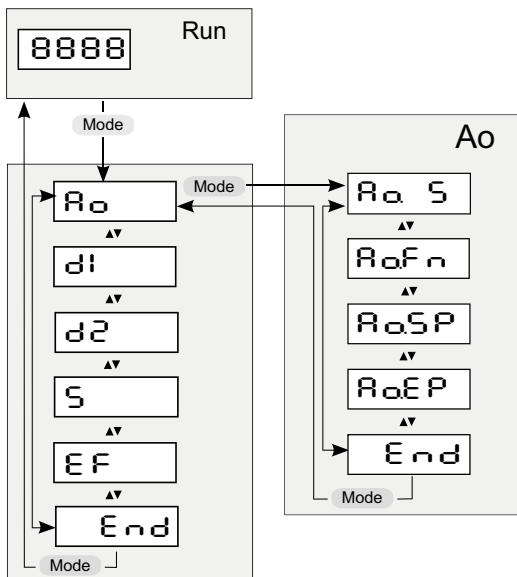 8888
Run
Mode
Ao
d1
d2
S
EF
End
Mode
Mode
Ao
Ao. S
Ao.Fn
Ao.SP
Ao.EP
End
Mode